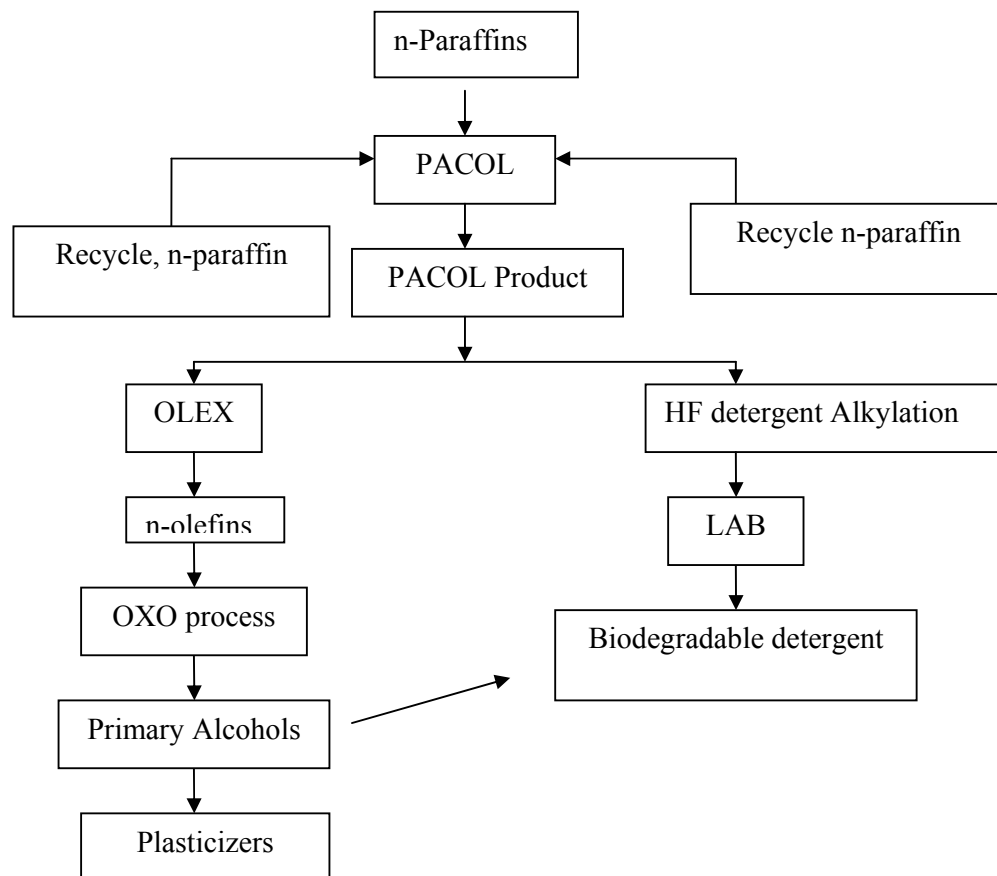 n-Paraffins
PACOL
Recycle, n-paraffin
Recycle n-paraffin
PACOL Product
OLEX
HF detergent Alkylation
n-olefins
LAB
OXO process
Biodegradable detergent
Primary Alcohols
Plasticizers